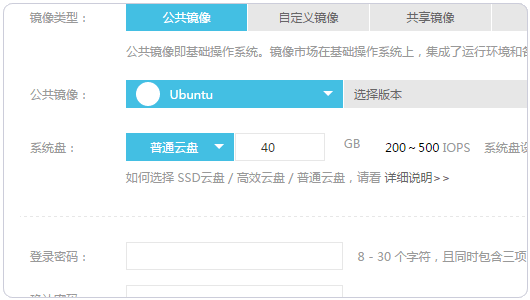 镜像类型： 公共镜像 自定义镜像 共享镜像
公共镜像即基础操作系统。镜像市场在基础操作系统上，集成了运行环境和
公共镜像： Ubuntu 选择版本
系统盘： 普通云盘 40 GB 200 ~ 500 IOPS 系统盘设
如何选择 SSD云盘 / 高效云盘 / 普通云盘，请看 详细说明>>
登录密码： 8 - 30 个字符，且同时包含三项
确认密码